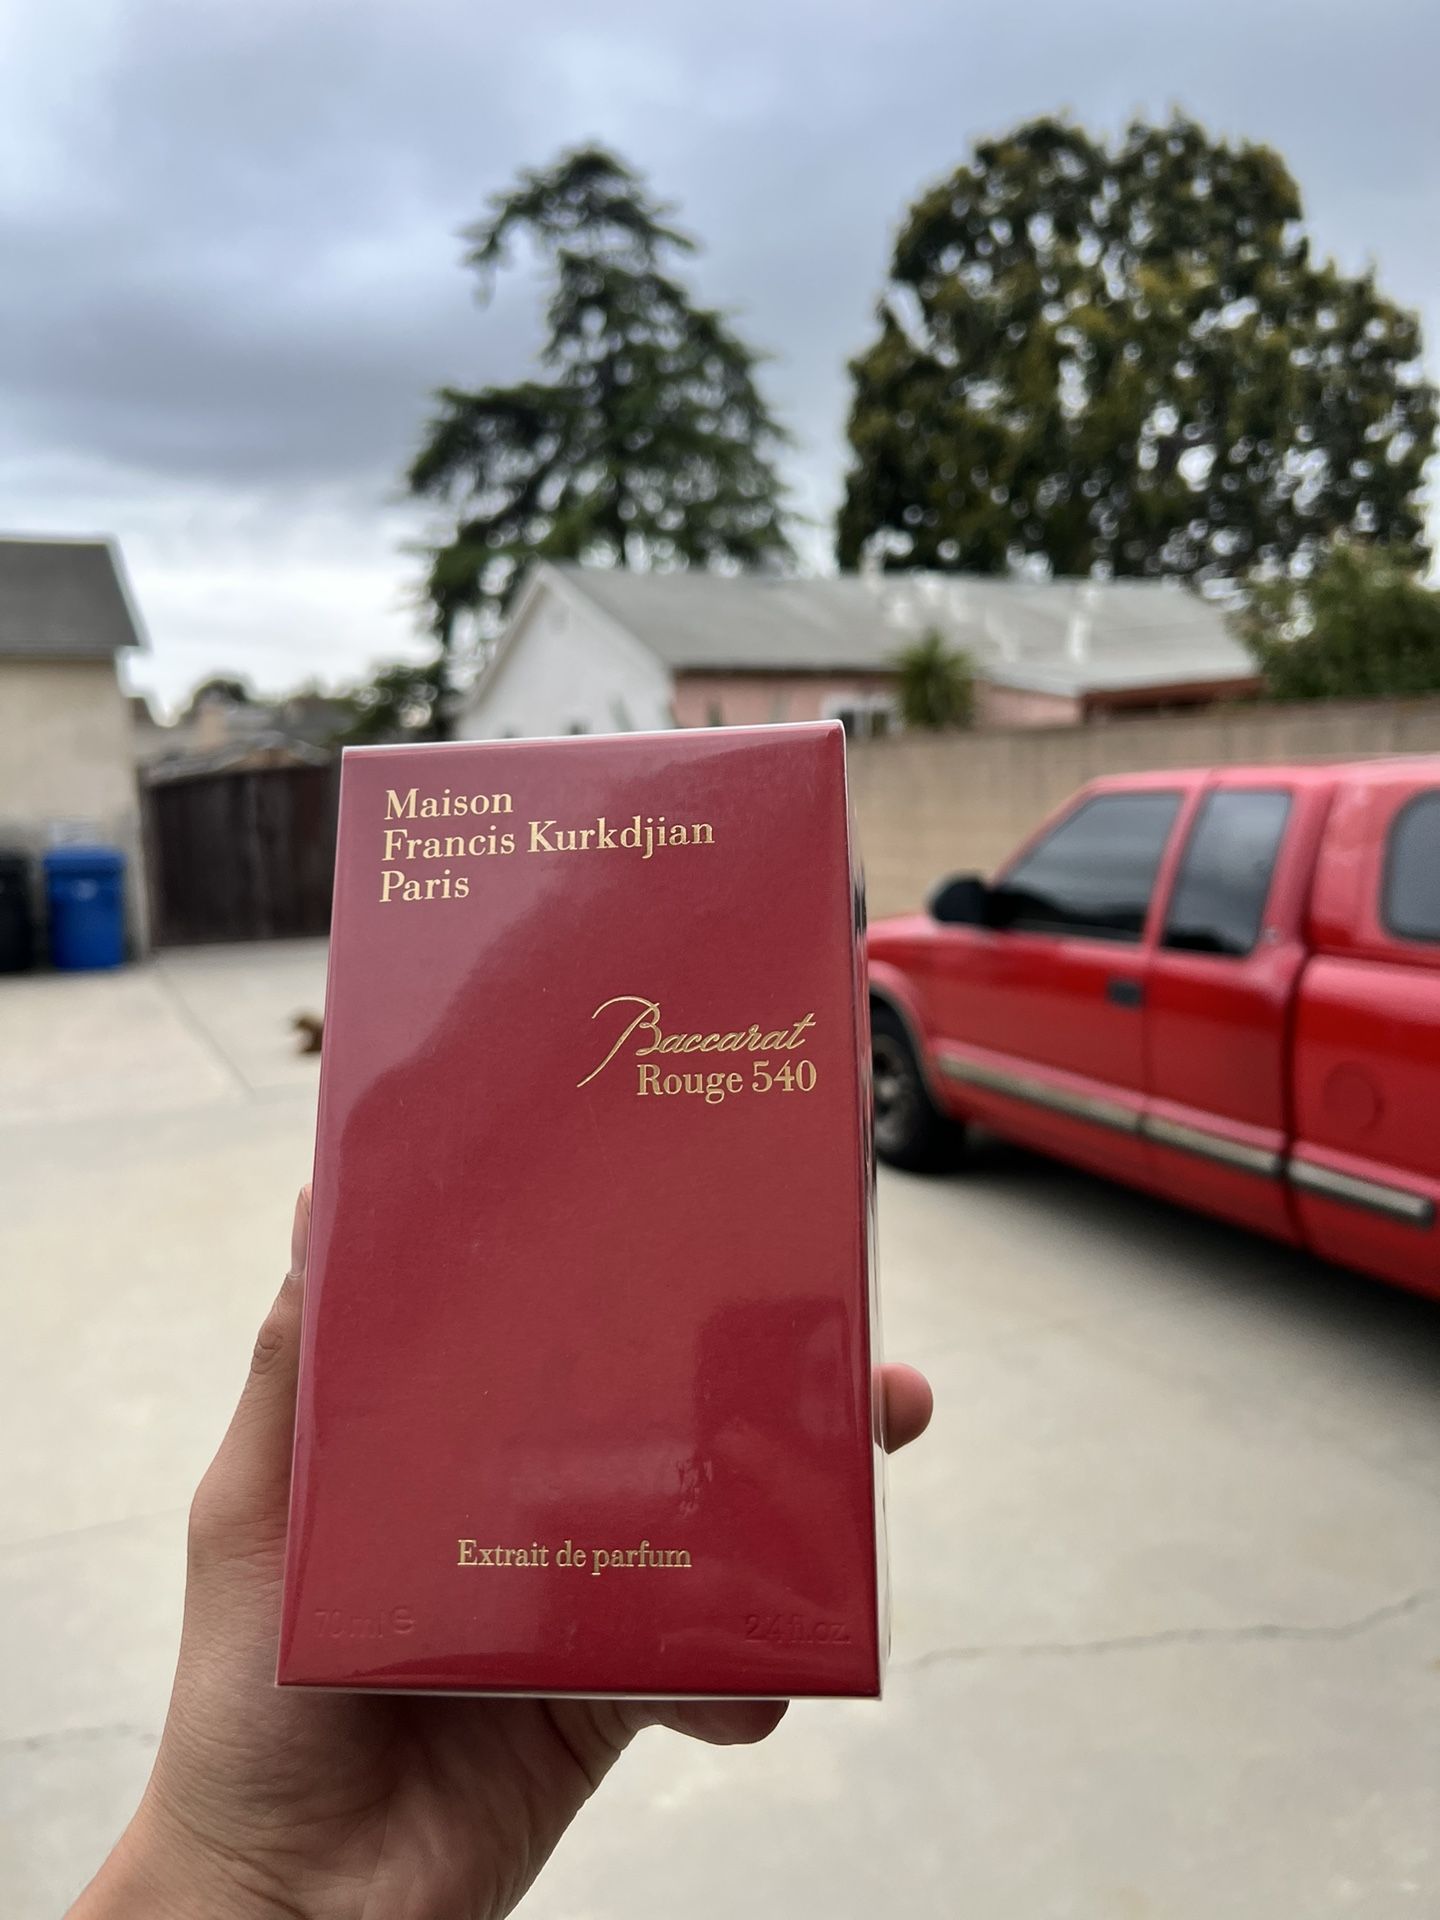 Maison
Francis Kurkdjian
Paris
Baccarat
Rouge 540
Extrait de parfum
70 ml ℮ 2.4 fl.oz.